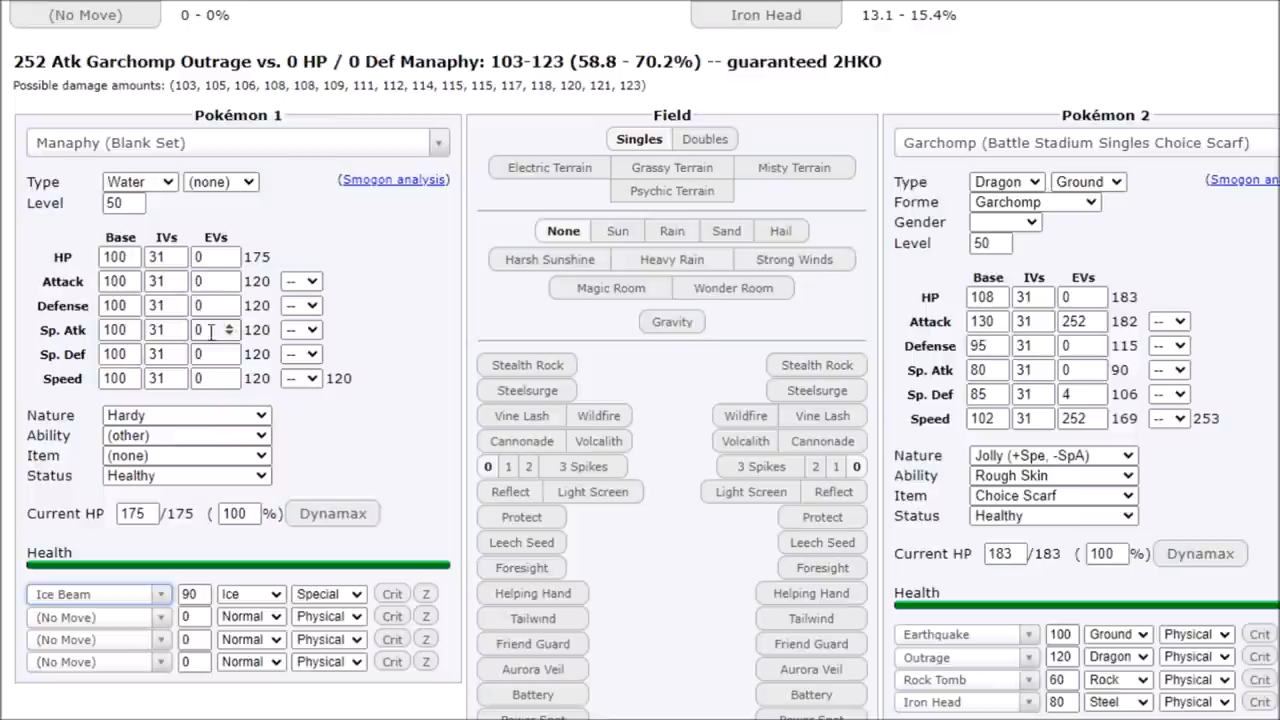 (No Move) 0 - 0% Iron Head 13.1 - 15.4%
252 Atk Garchomp Outrage vs. 0 HP / 0 Def Manaphy: 103-123 (58.8 - 70.2%) -- guaranteed 2HKO
Possible damage amounts: (103, 105, 106, 108, 108, 109, 111, 112, 114, 115, 115, 117, 118, 120, 121, 123)
Pokémon 1
Manaphy (Blank Set)
Type Water (none) (Smogon analysis)
Level 50
Base IVs EVs
HP 100 31 0 175
Attack 100 31 0 120 --
Defense 100 31 0 120 --
Sp. Atk 100 31 0 120 --
Sp. Def 100 31 0 120 --
Speed 100 31 0 120 -- 120
Nature Hardy
Ability (other)
Item (none)
Status Healthy
Current HP 175 /175 ( 100 %) Dynamax
Health
Ice Beam 90 Ice Special Crit Z
(No Move) 0 Normal Physical Crit Z
(No Move) 0 Normal Physical Crit Z
(No Move) 0 Normal Physical Crit Z
Field
Singles Doubles
Electric Terrain Grassy Terrain Misty Terrain
Psychic Terrain
None Sun Rain Sand Hail
Harsh Sunshine Heavy Rain Strong Winds
Magic Room Wonder Room
Gravity
Stealth Rock Stealth Rock
Steelsurge Steelsurge
Vine Lash Wildfire Wildfire Vine Lash
Cannonade Volcalith Volcalith Cannonade
0 1 2 3 Spikes 3 Spikes 2 1 0
Reflect Light Screen Light Screen Reflect
Protect Protect
Leech Seed Leech Seed
Foresight Foresight
Helping Hand Helping Hand
Tailwind Tailwind
Friend Guard Friend Guard
Aurora Veil Aurora Veil
Battery Battery
Power Spot Power Spot
Pokémon 2
Garchomp (Battle Stadium Singles Choice Scarf)
Type Dragon Ground (Smogon an
Forme Garchomp
Gender
Level 50
Base IVs EVs
HP 108 31 0 183
Attack 130 31 252 182 --
Defense 95 31 0 115 --
Sp. Atk 80 31 0 90 --
Sp. Def 85 31 4 106 --
Speed 102 31 252 169 -- 253
Nature Jolly (+Spe, -SpA)
Ability Rough Skin
Item Choice Scarf
Status Healthy
Current HP 183 /183 ( 100 %) Dynamax
Health
Earthquake 100 Ground Physical Crit
Outrage 120 Dragon Physical Crit
Rock Tomb 60 Rock Physical Crit
Iron Head 80 Steel Physical Crit